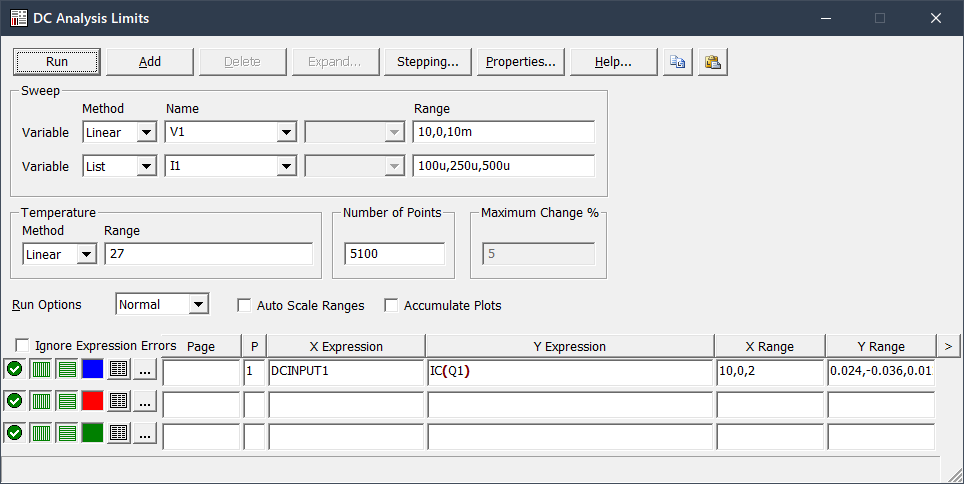 DC Analysis Limits
Run Add Delete Expand... Stepping... Properties... Help...
Sweep
Method Name Range
Variable Linear V1 10,0,10m
Variable List I1 100u,250u,500u
Temperature Number of Points Maximum Change %
Method Range
Linear 27 5100 5
Run Options Normal Auto Scale Ranges Accumulate Plots
Ignore Expression Errors Page P X Expression Y Expression X Range Y Range >
... 1 DCINPUT1 IC(Q1) 10,0,2 0.024,-0.036,0.01
...
...